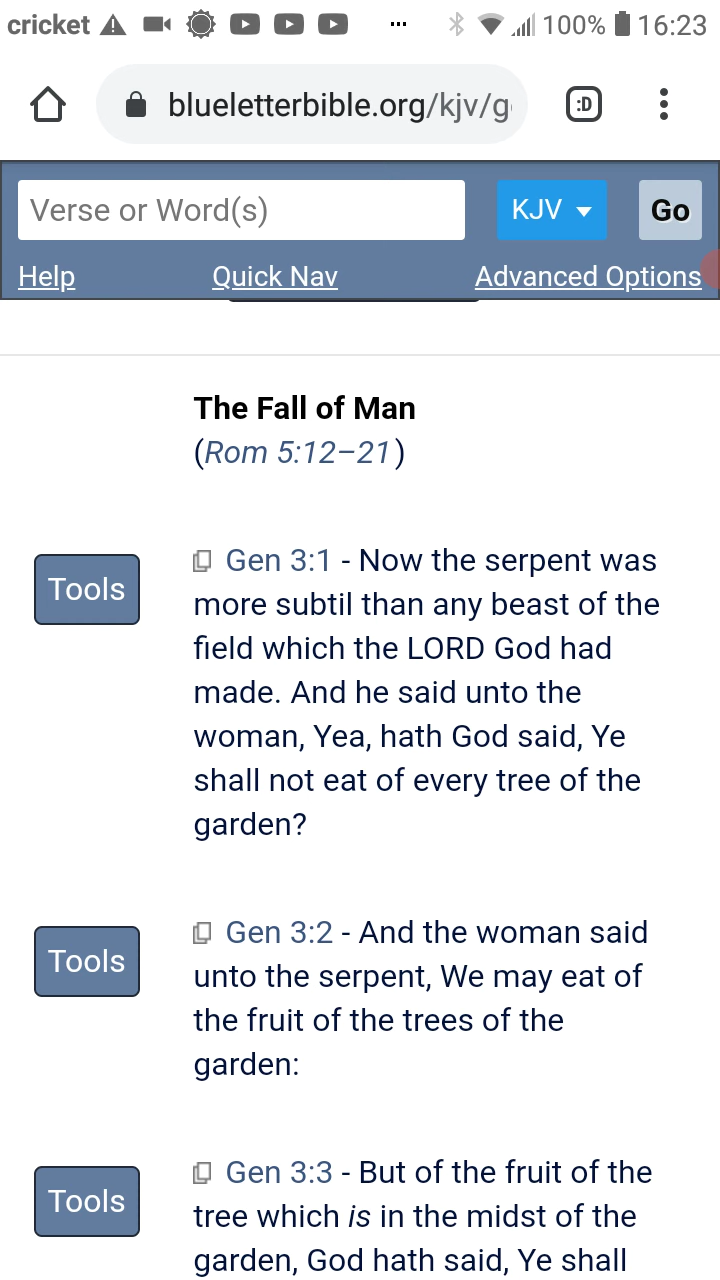 cricket ... 100% 16:23
blueletterbible.org/kjv/g :D
Verse or Word(s) KJV Go
Help Quick Nav Advanced Options
The Fall of Man
(Rom 5:12–21)
Tools
Gen 3:1 - Now the serpent was
more subtil than any beast of the
field which the LORD God had
made. And he said unto the
woman, Yea, hath God said, Ye
shall not eat of every tree of the
garden?
Tools
Gen 3:2 - And the woman said
unto the serpent, We may eat of
the fruit of the trees of the
garden:
Tools
Gen 3:3 - But of the fruit of the
tree which is in the midst of the
garden, God hath said, Ye shall